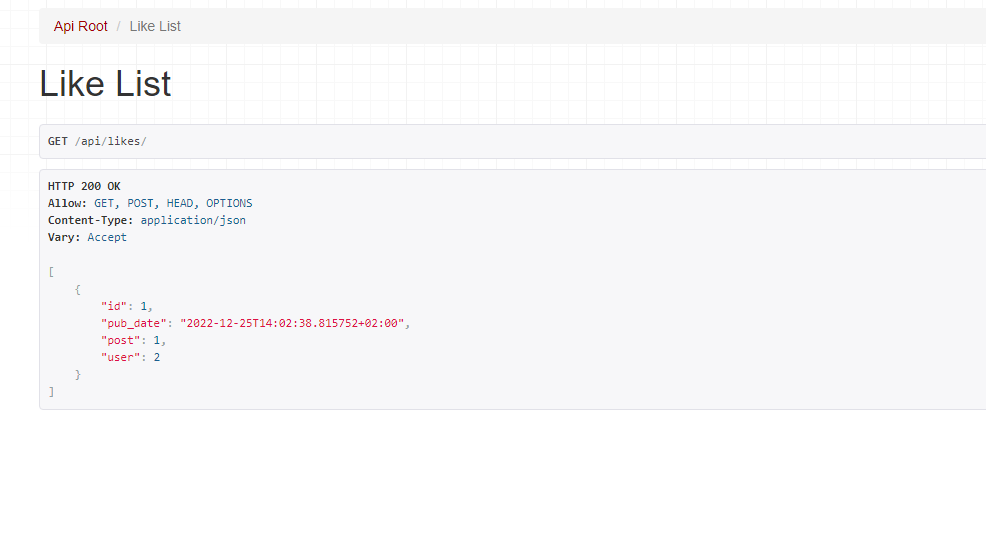 Api Root / Like List
Like List
GET /api/likes/
HTTP 200 OK
Allow: GET, POST, HEAD, OPTIONS
Content-Type: application/json
Vary: Accept
[
    {
        "id": 1,
        "pub_date": "2022-12-25T14:02:38.815752+02:00",
        "post": 1,
        "user": 2
    }
]